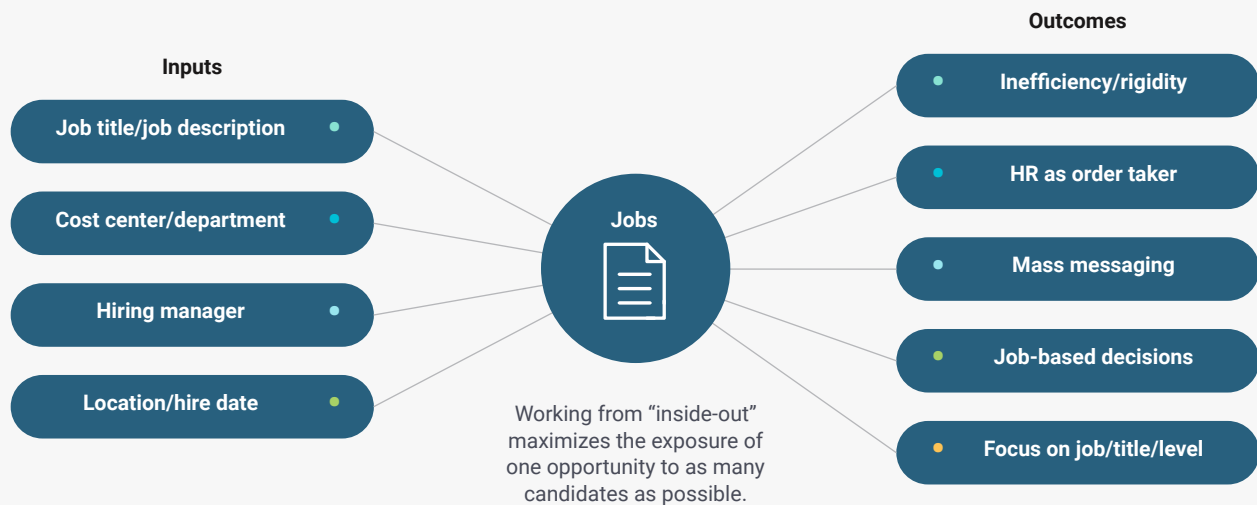 Inputs
Job title/job description
Cost center/department
Hiring manager
Location/hire date
Jobs
Working from “inside-out”
maximizes the exposure of
one opportunity to as many
candidates as possible.
Outcomes
Inefficiency/rigidity
HR as order taker
Mass messaging
Job-based decisions
Focus on job/title/level